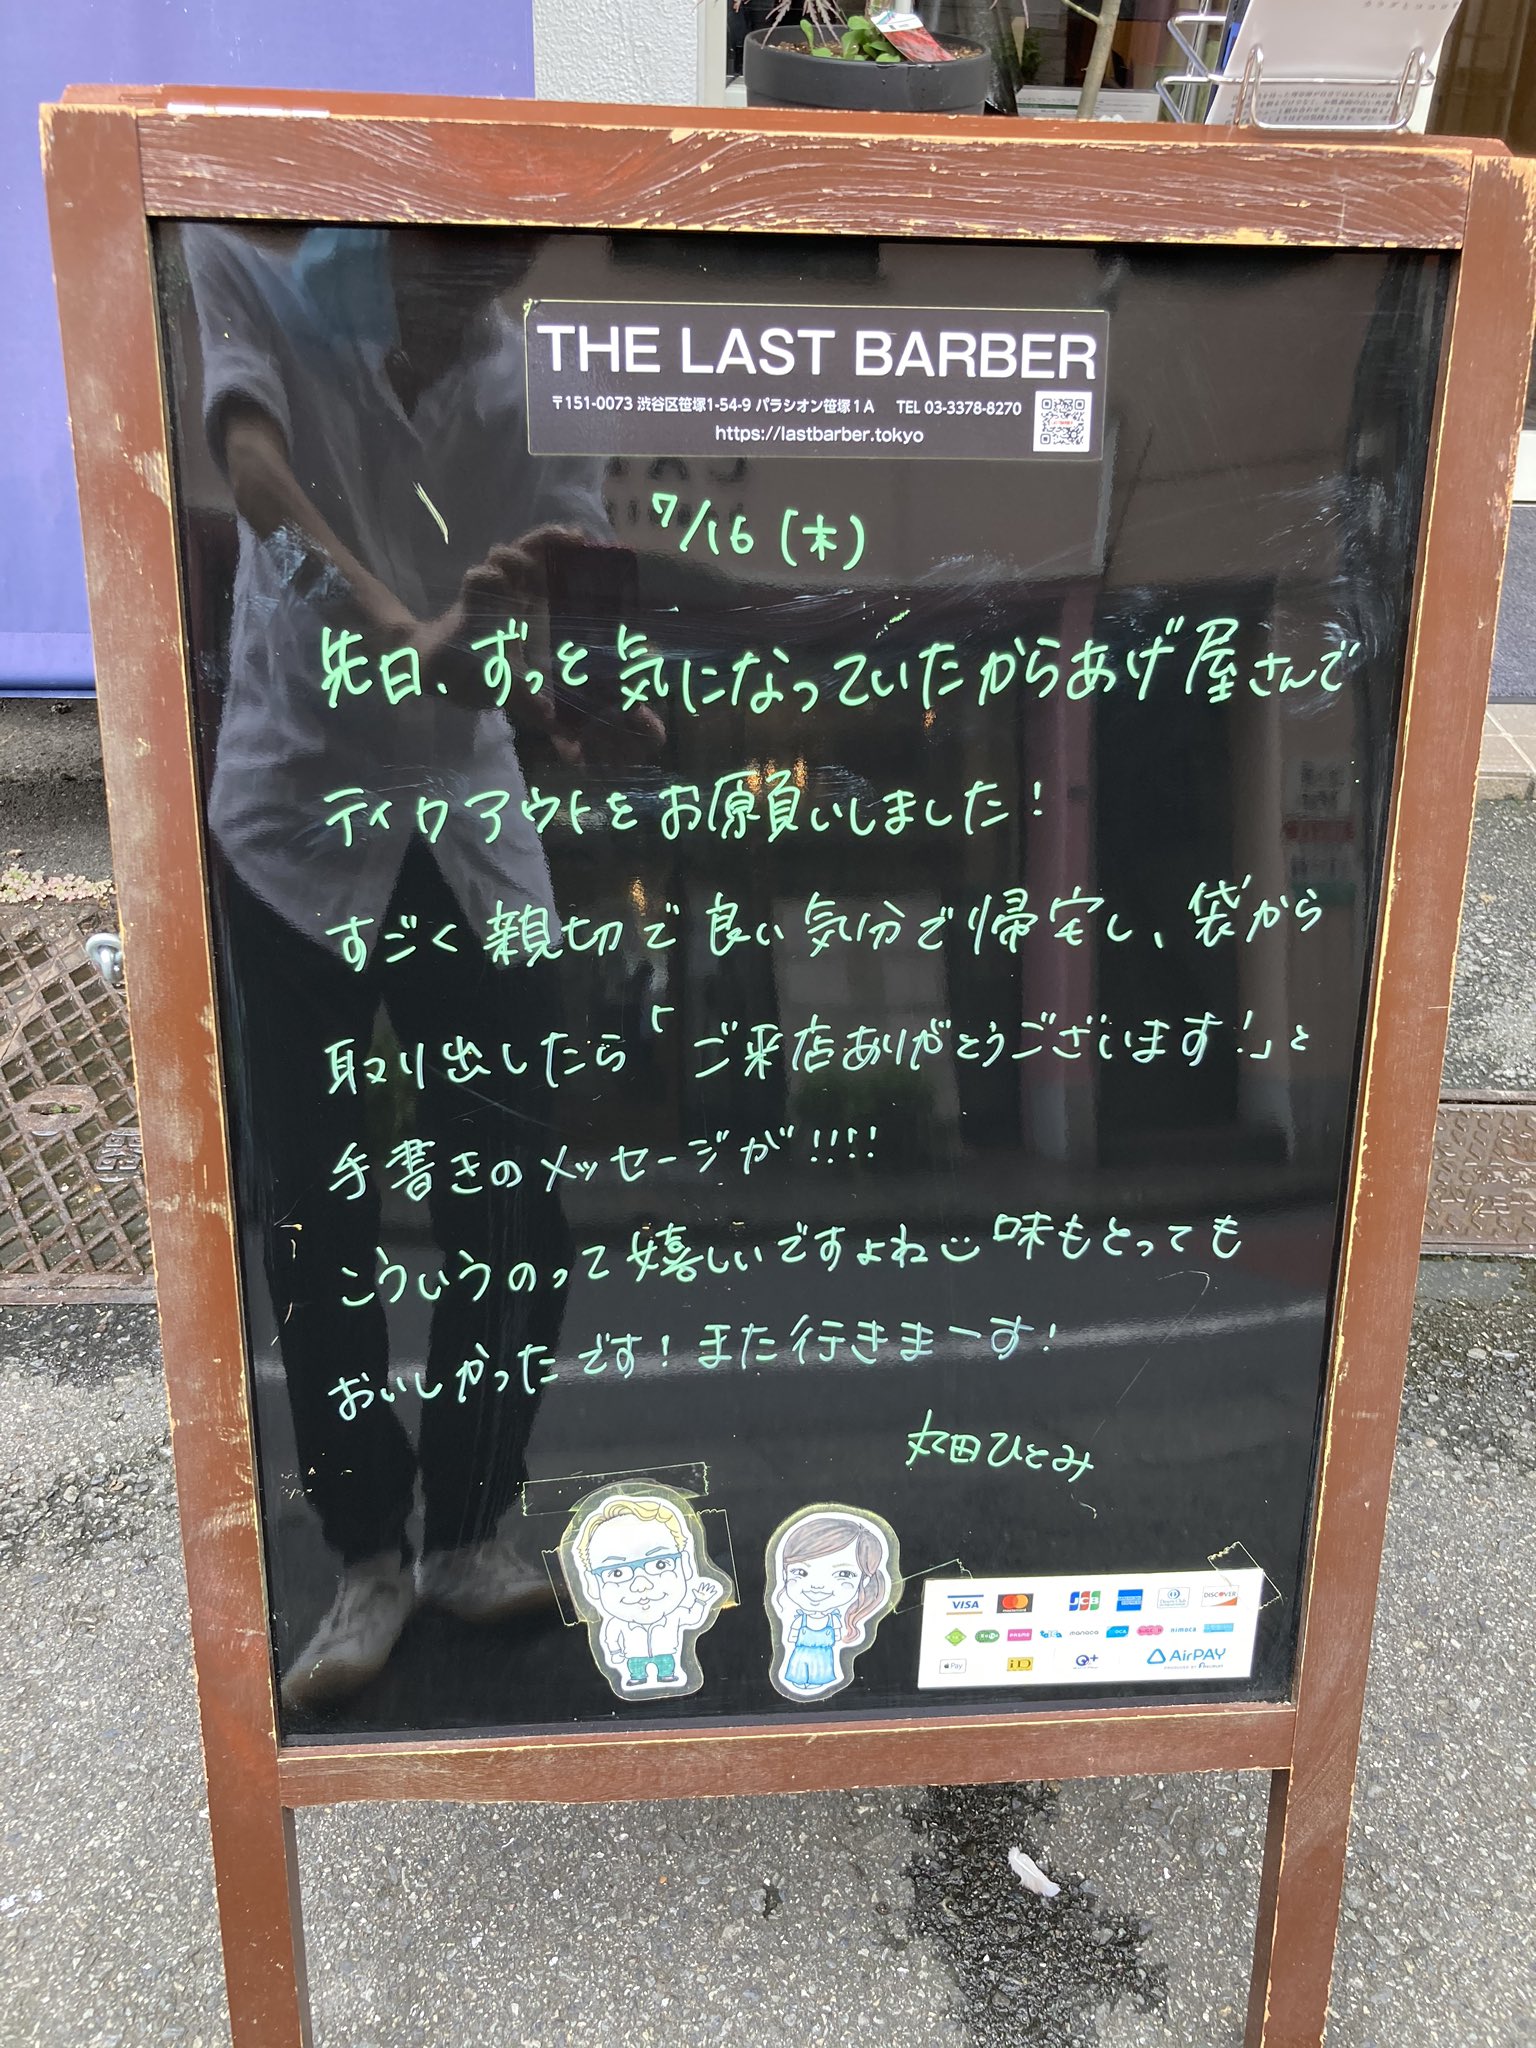 THE LAST BARBER
〒151-0073 渋谷区笹塚1-54-9 パラシオン笹塚1A TEL 03-3378-8270
https://lastbarber.tokyo
7/16 (木)
先日、ずっと気になっていたからあげ屋さんで
テイクアウトをお願いしました!
すごく親切で良い気分で帰宅し、袋から
取り出したら「ご来店ありがとうございます!」と
手書きのメッセージが!!!!
こういうのって嬉しいですよね 味もとっても
おいしかったです!また行きまーす!
畑ひとみ
VISA JCB DISCOVER
manaca nimoca
Pay iD AirPAY